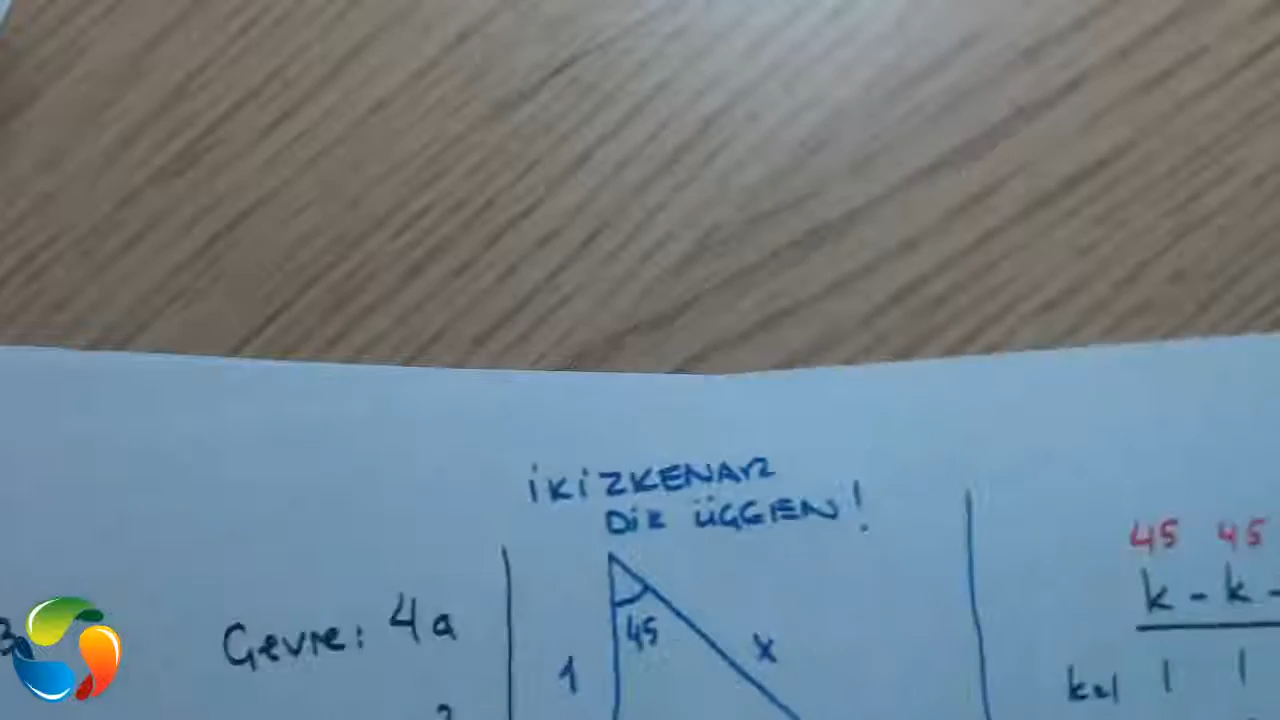 İKİZKENAR
DİK ÜÇGEN!
45 45
k - k -
Çevre: 4a
45
x
1
k=1 1 1